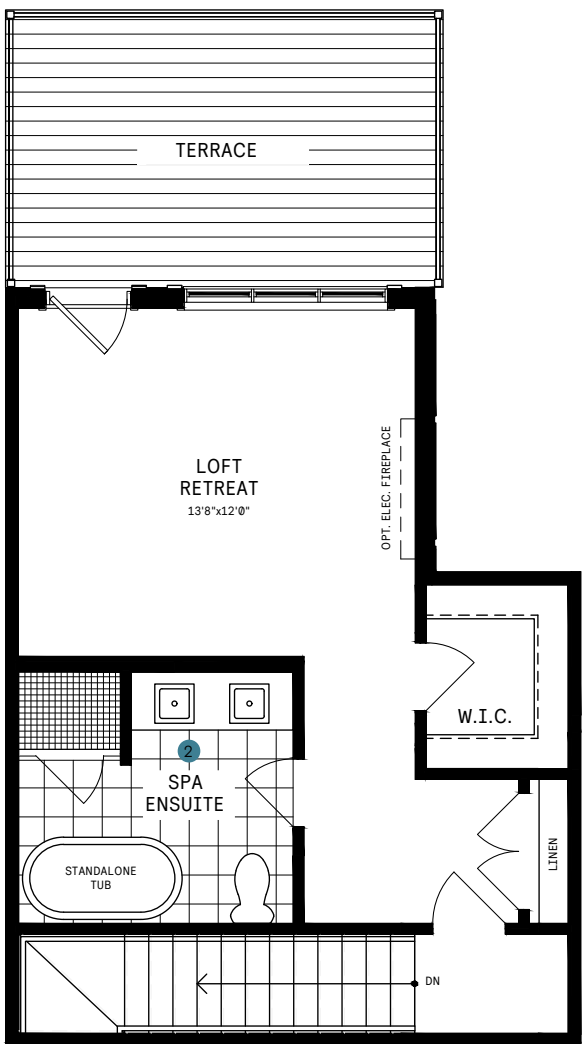 TERRACE
LOFT
RETREAT
13'8"x12'0"
OPT. ELEC. FIREPLACE
W.I.C.
2
SPA
ENSUITE
STANDALONE
TUB
LINEN
DN